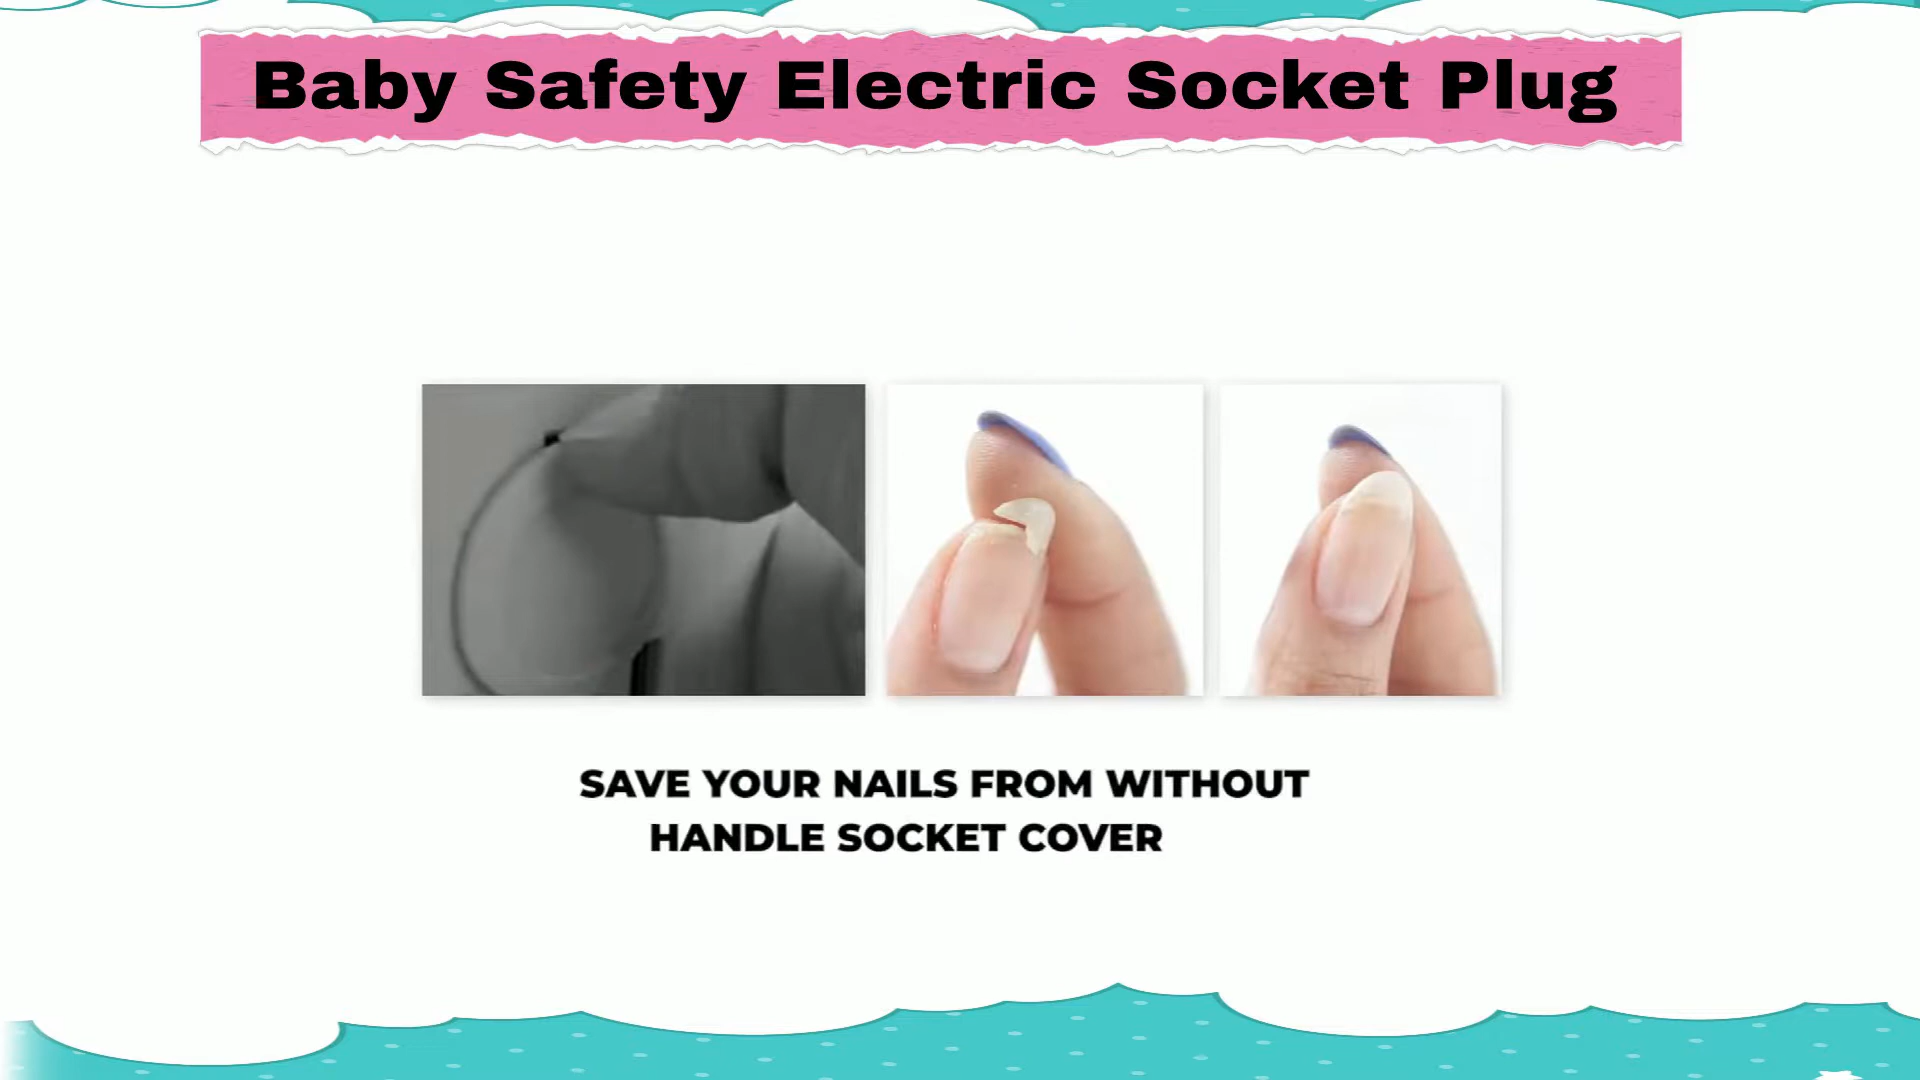 Baby Safety Electric Socket Plug
SAVE YOUR NAILS FROM WITHOUT
HANDLE SOCKET COVER